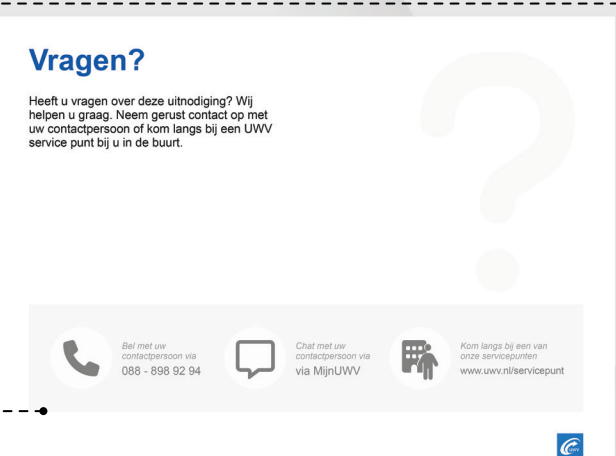 Vragen?
Heeft u vragen over deze uitnodiging? Wij
helpen u graag. Neem gerust contact op met
uw contactpersoon of kom langs bij een UWV
service punt bij u in de buurt.
Bel met uw
contactpersoon via
088 - 898 92 94
Chat met uw
contactpersoon via
via MijnUWV
Kom langs bij een van
onze servicepunten
www.uwv.nl/servicepunt
UWV